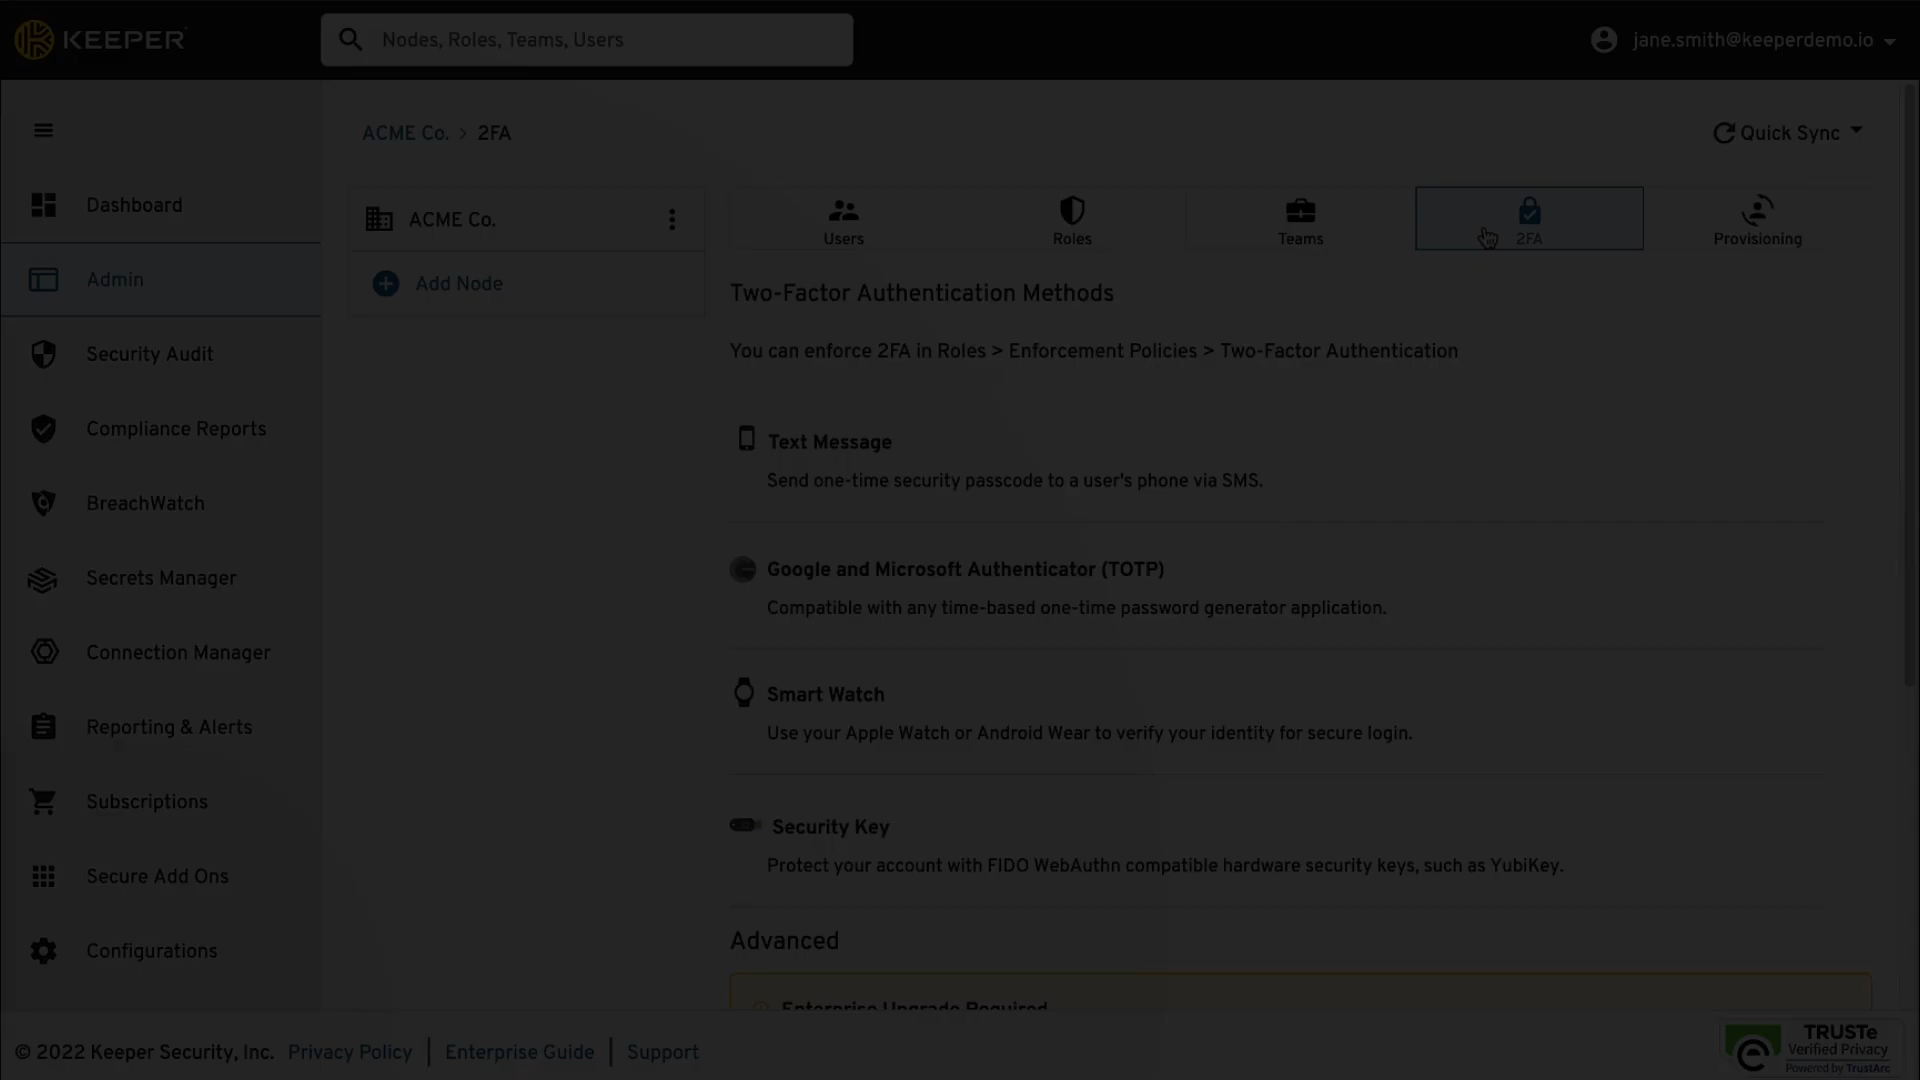 KEEPER
Nodes, Roles, Teams, Users
jane.smith@keeperdemo.io
ACME Co. > 2FA
Quick Sync
Dashboard
Admin
Security Audit
Compliance Reports
BreachWatch
Secrets Manager
Connection Manager
Reporting & Alerts
Subscriptions
Secure Add Ons
Configurations
ACME Co.
Add Node
Users
Roles
Teams
2FA
Provisioning
Two-Factor Authentication Methods
You can enforce 2FA in Roles > Enforcement Policies > Two-Factor Authentication
Text Message
Send one-time security passcode to a user's phone via SMS.
Google and Microsoft Authenticator (TOTP)
Compatible with any time-based one-time password generator application.
Smart Watch
Use your Apple Watch or Android Wear to verify your identity for secure login.
Security Key
Protect your account with FIDO WebAuthn compatible hardware security keys, such as YubiKey.
Advanced
Enterprise Upgrade Required
© 2022 Keeper Security, Inc. Privacy Policy | Enterprise Guide | Support
TRUSTe
Verified Privacy
Powered by TrustArc